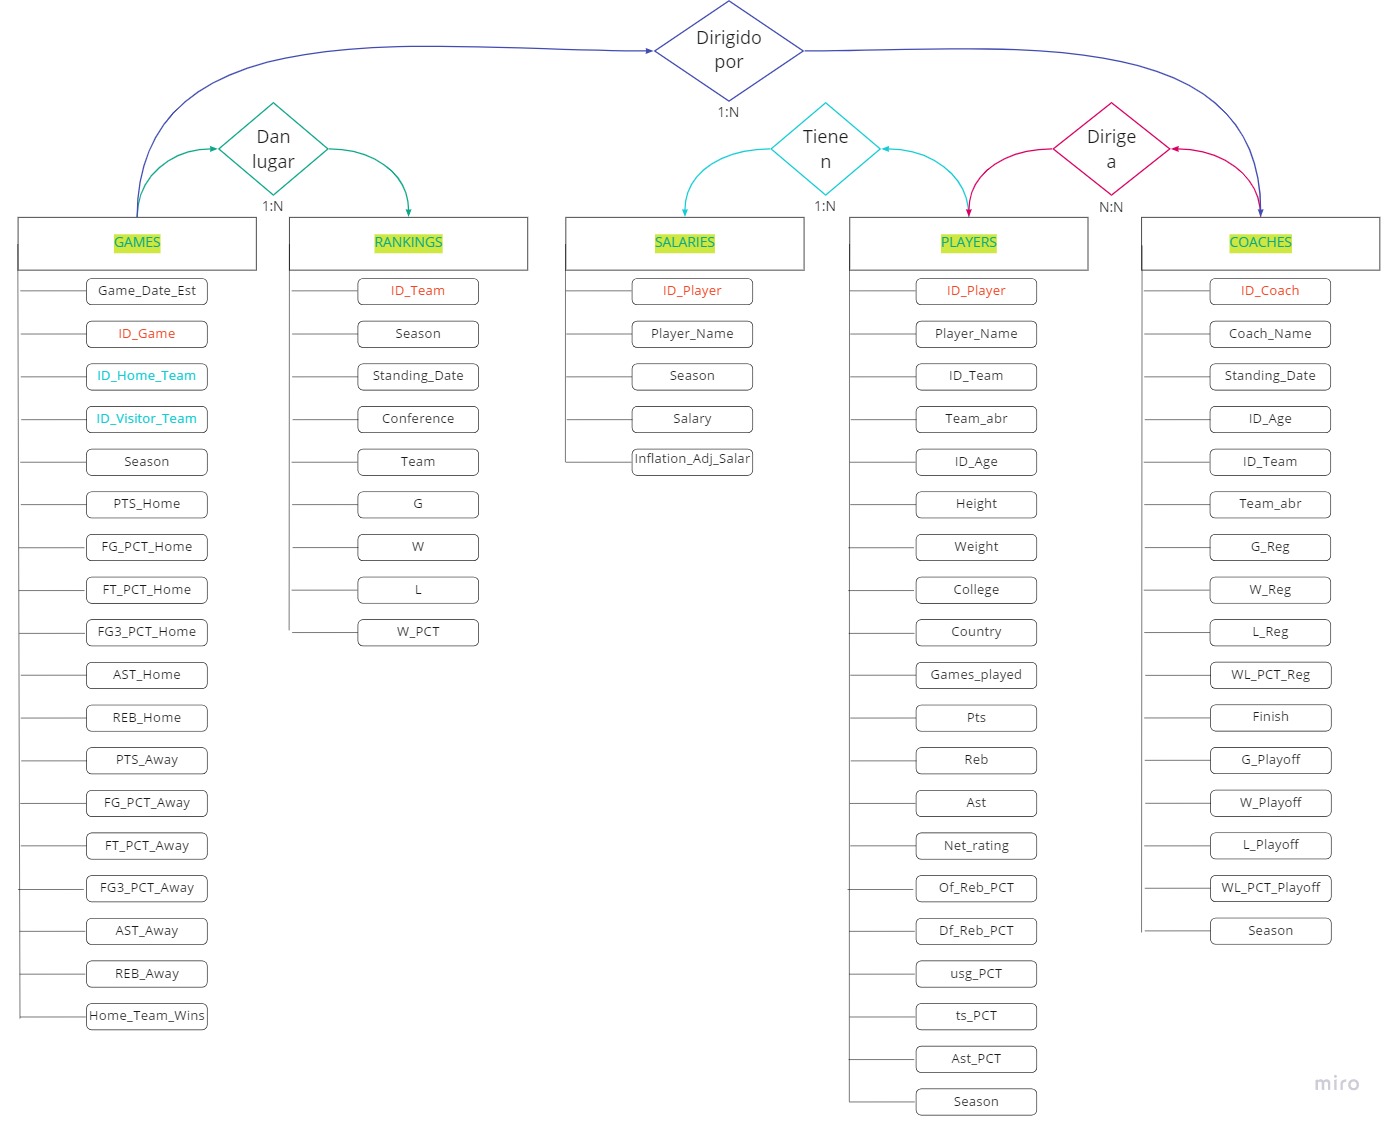 Dirigido
por
1:N
Dan
lugar
1:N
Tiene
n
1:N
Dirige
a
N:N
GAMES
Game_Date_Est
ID_Game
ID_Home_Team
ID_Visitor_Team
Season
PTS_Home
FG_PCT_Home
FT_PCT_Home
FG3_PCT_Home
AST_Home
REB_Home
PTS_Away
FG_PCT_Away
FT_PCT_Away
FG3_PCT_Away
AST_Away
REB_Away
Home_Team_Wins
RANKINGS
ID_Team
Season
Standing_Date
Conference
Team
G
W
L
W_PCT
SALARIES
ID_Player
Player_Name
Season
Salary
Inflation_Adj_Salar
PLAYERS
ID_Player
Player_Name
ID_Team
Team_abr
ID_Age
Height
Weight
College
Country
Games_played
Pts
Reb
Ast
Net_rating
Of_Reb_PCT
Df_Reb_PCT
usg_PCT
ts_PCT
Ast_PCT
Season
COACHES
ID_Coach
Coach_Name
Standing_Date
ID_Age
ID_Team
Team_abr
G_Reg
W_Reg
L_Reg
WL_PCT_Reg
Finish
G_Playoff
W_Playoff
L_Playoff
WL_PCT_Playoff
Season
miro